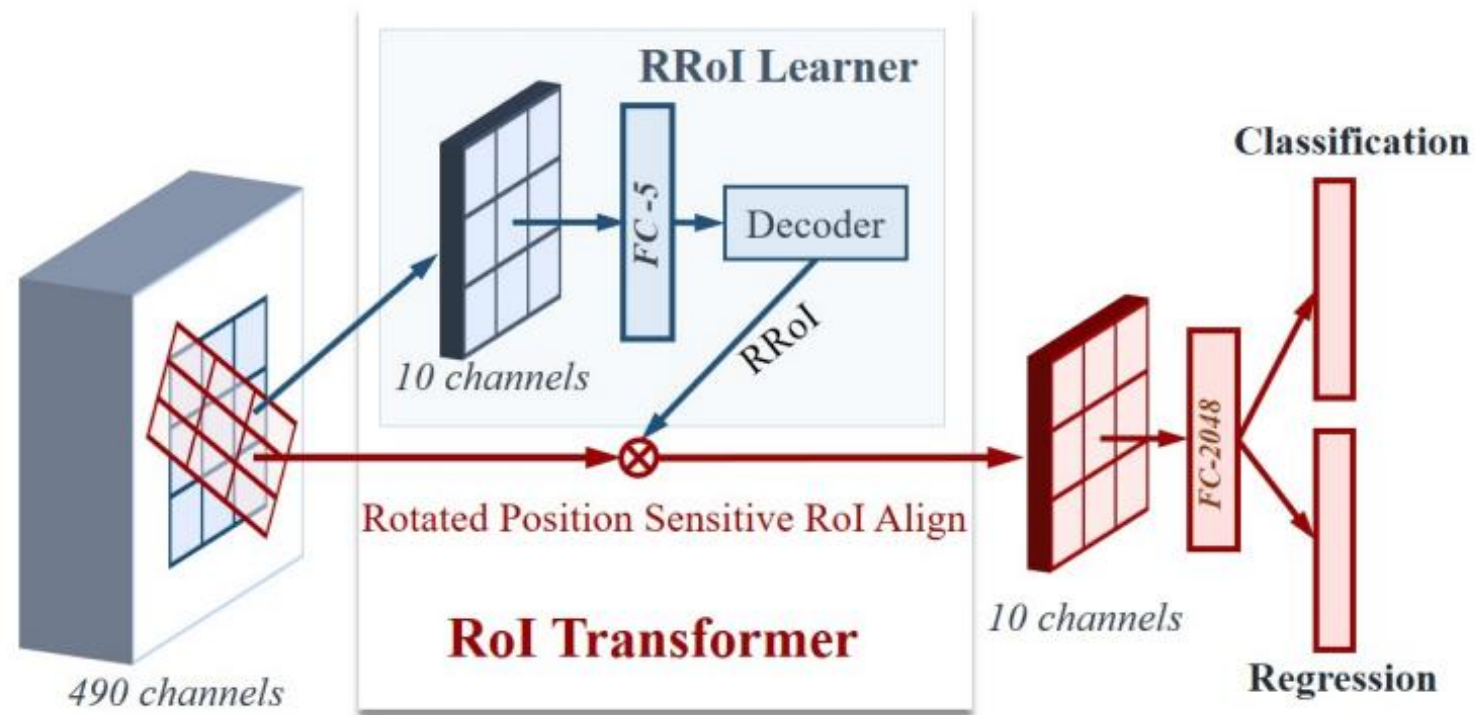 RRoI Learner
Classification
FC-5
Decoder
RRoI
10 channels
FC-2048
Rotated Position Sensitive RoI Align
10 channels
RoI Transformer
490 channels
Regression